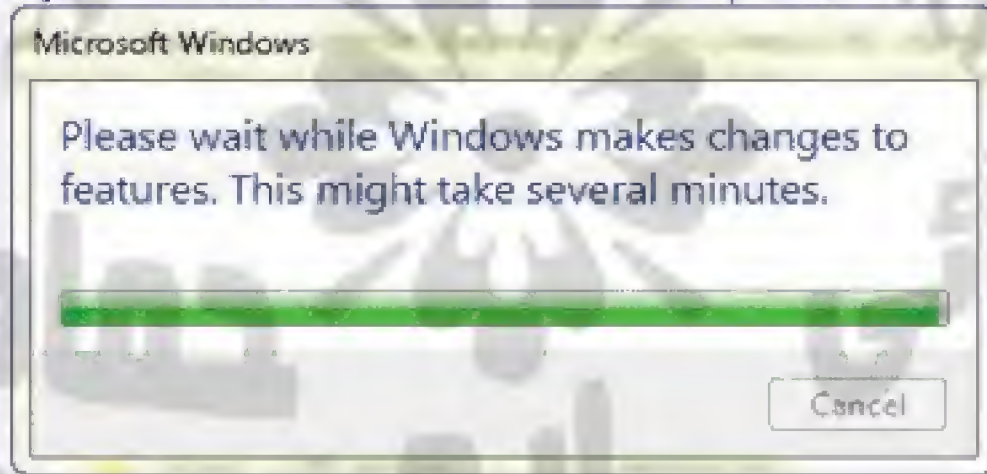 Microsoft Windows
Please wait while Windows makes changes to
features. This might take several minutes.
Cancel